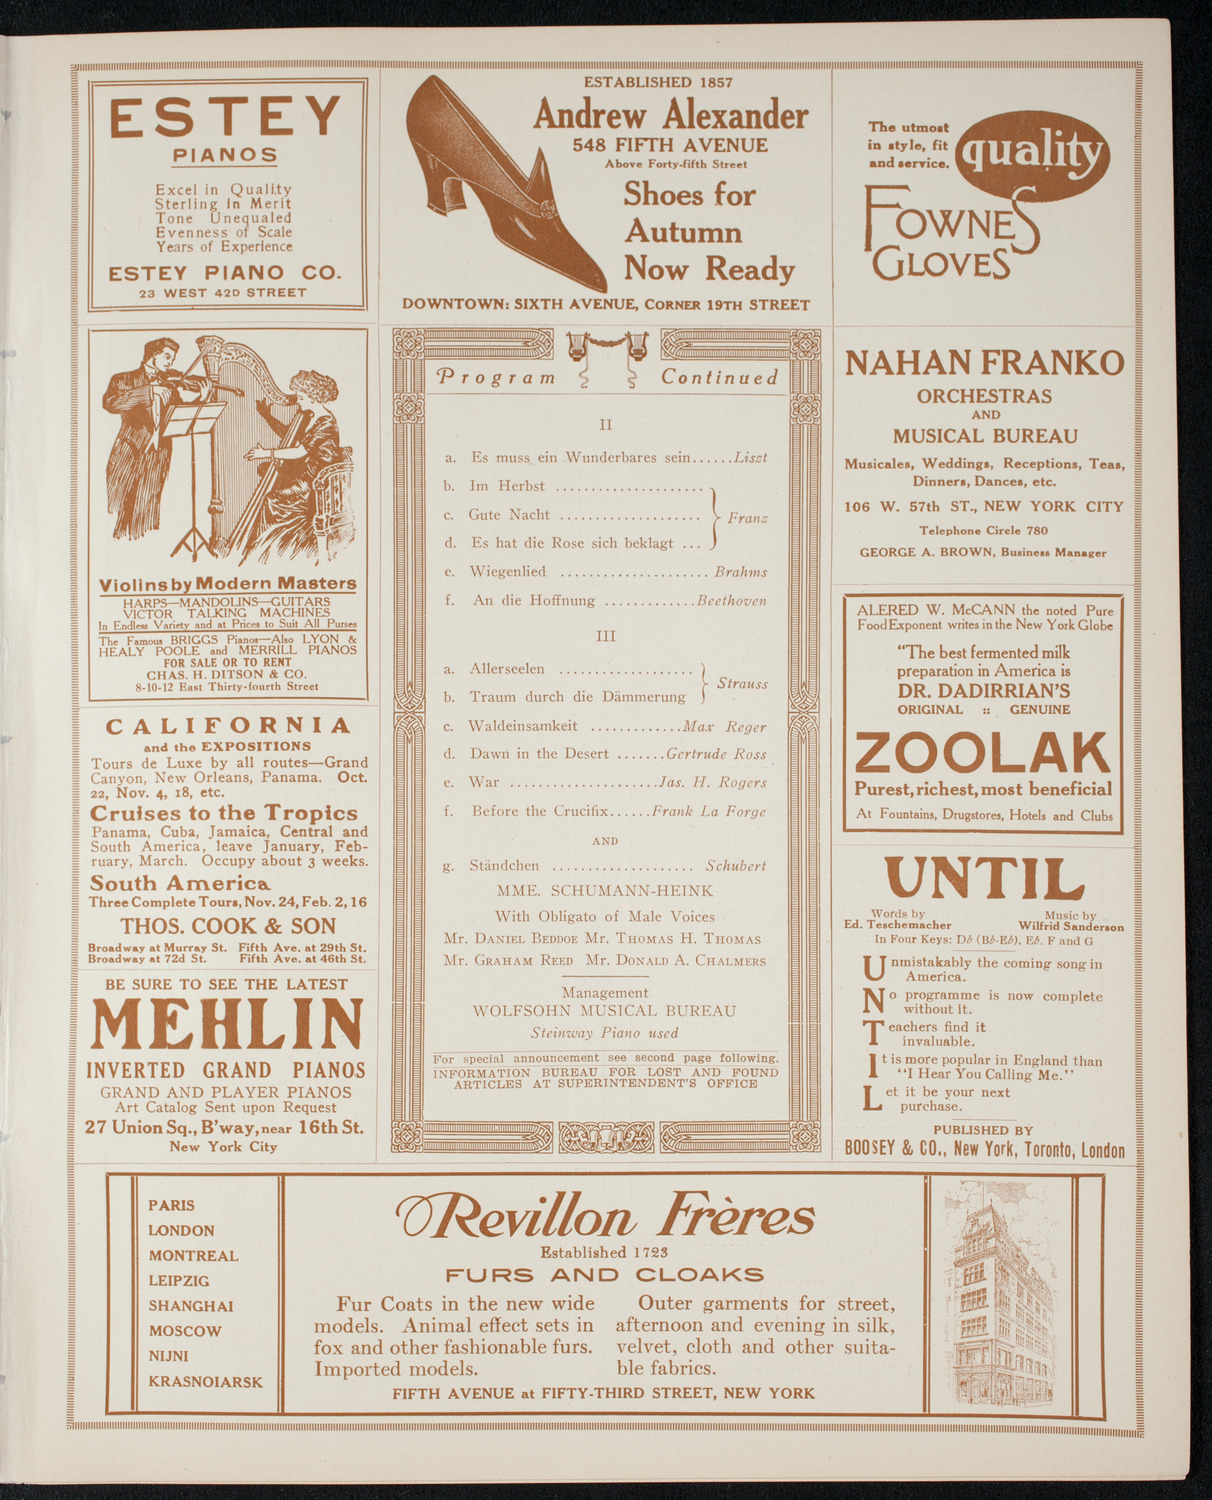 ESTEY
PIANOS
Excel in Quality
Sterling in Merit
Tone Unequaled
Evenness of Scale
Years of Experience
ESTEY PIANO CO.
23 WEST 42D STREET
ESTABLISHED 1857
Andrew Alexander
548 FIFTH AVENUE
Above Forty-fifth Street
Shoes for
Autumn
Now Ready
DOWNTOWN: SIXTH AVENUE, CORNER 19TH STREET
The utmost
in style, fit
and service.
quality
FOWNES
GLOVES
Violins by Modern Masters
HARPS—MANDOLINS—GUITARS
VICTOR TALKING MACHINES
In Endless Variety and at Prices to Suit All Purses
The Famous BRIGGS Pianos—Also LYON &
HEALY POOLE and MERRILL PIANOS
FOR SALE OR TO RENT
CHAS. H. DITSON & CO.
8-10-12 East Thirty-fourth Street
CALIFORNIA
and the EXPOSITIONS
Tours de Luxe by all routes—Grand
Canyon, New Orleans, Panama. Oct.
22, Nov. 4, 18, etc.
Cruises to the Tropics
Panama, Cuba, Jamaica, Central and
South America, leave January, Feb-
ruary, March. Occupy about 3 weeks.
South America
Three Complete Tours, Nov. 24, Feb. 2, 16
THOS. COOK & SON
Broadway at Murray St. Fifth Ave. at 29th St.
Broadway at 72d St. Fifth Ave. at 46th St.
BE SURE TO SEE THE LATEST
MEHLIN
INVERTED GRAND PIANOS
GRAND AND PLAYER PIANOS
Art Catalog Sent upon Request
27 Union Sq., B'way, near 16th St.
New York City
Program Continued
II
a. Es muss ein Wunderbares sein......Liszt
b. Im Herbst .....................
c. Gute Nacht .................... Franz
d. Es hat die Rose sich beklagt ...
e. Wiegenlied ..................... Brahms
f. An die Hoffnung .............Beethoven
III
a. Allerseelen ...................
Strauss
b. Traum durch die Dämmerung
c. Waldeinsamkeit .............Max Reger
d. Dawn in the Desert .......Gertrude Ross
e. War .....................Jas. H. Rogers
f. Before the Crucifix......Frank La Forge
AND
g. Ständchen .................... Schubert
MME. SCHUMANN-HEINK
With Obligato of Male Voices
Mr. DANIEL BEDDOE Mr. THOMAS H. THOMAS
Mr. GRAHAM REED Mr. DONALD A. CHALMERS
Management
WOLFSOHN MUSICAL BUREAU
Steinway Piano used
For special announcement see second page following.
INFORMATION BUREAU FOR LOST AND FOUND
ARTICLES AT SUPERINTENDENT'S OFFICE
NAHAN FRANKO
ORCHESTRAS
AND
MUSICAL BUREAU
Musicales, Weddings, Receptions, Teas,
Dinners, Dances, etc.
106 W. 57th ST., NEW YORK CITY
Telephone Circle 780
GEORGE A. BROWN, Business Manager
ALFRED W. McCANN the noted Pure
Food Exponent writes in the New York Globe
"The best fermented milk
preparation in America is
DR. DADIRRIAN'S
ORIGINAL :: GENUINE
ZOOLAK
Purest, richest, most beneficial
At Fountains, Drugstores, Hotels and Clubs
UNTIL
Words by Music by
Ed. Teschemacher Wilfrid Sanderson
In Four Keys: D♭ (B♭-E♭), E♭, F and G
Unmistakably the coming song in
America.
No programme is now complete
without it.
Teachers find it
invaluable.
It is more popular in England than
"I Hear You Calling Me."
Let it be your next
purchase.
PUBLISHED BY
BOOSEY & CO., New York, Toronto, London
PARIS
LONDON
MONTREAL
LEIPZIG
SHANGHAI
MOSCOW
NIJNI
KRASNOIARSK
Revillon Frères
Established 1723
FURS AND CLOAKS
Fur Coats in the new wide
models. Animal effect sets in
fox and other fashionable furs.
Imported models.
Outer garments for street,
afternoon and evening in silk,
velvet, cloth and other suita-
ble fabrics.
FIFTH AVENUE at FIFTY-THIRD STREET, NEW YORK